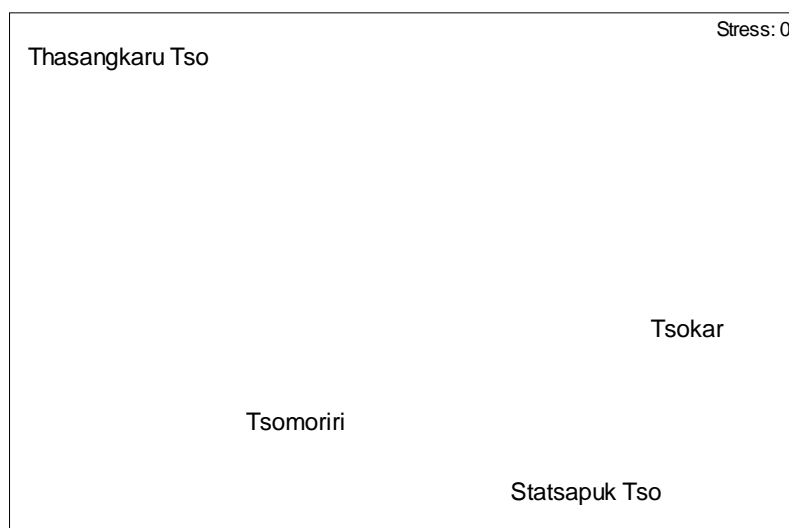 Stress: 0
Thasangkaru Tso
Tsokar
Tsomoriri
Statsapuk Tso